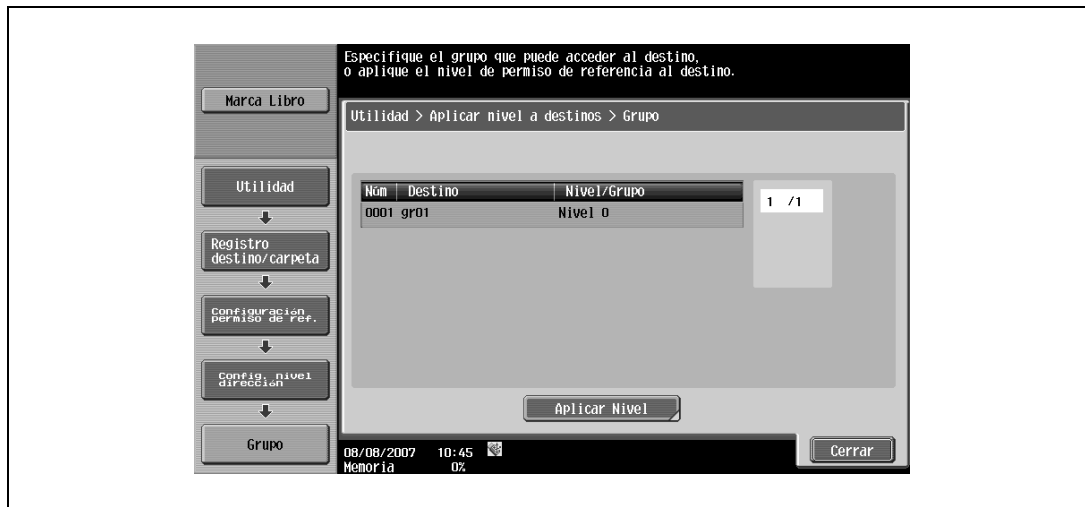 Especifique el grupo que puede acceder al destino,
o aplique el nivel de permiso de referencia al destino.
Marca Libro
Utilidad > Aplicar nivel a destinos > Grupo
Utilidad
Registro
destino/carpeta
Configuración
permiso de ref.
Config. nivel
dirección
Grupo
Núm Destino Nivel/Grupo
0001 gr01 Nivel 0
1 /1
Aplicar Nivel
08/08/2007 10:45
Memoria 0%
Cerrar